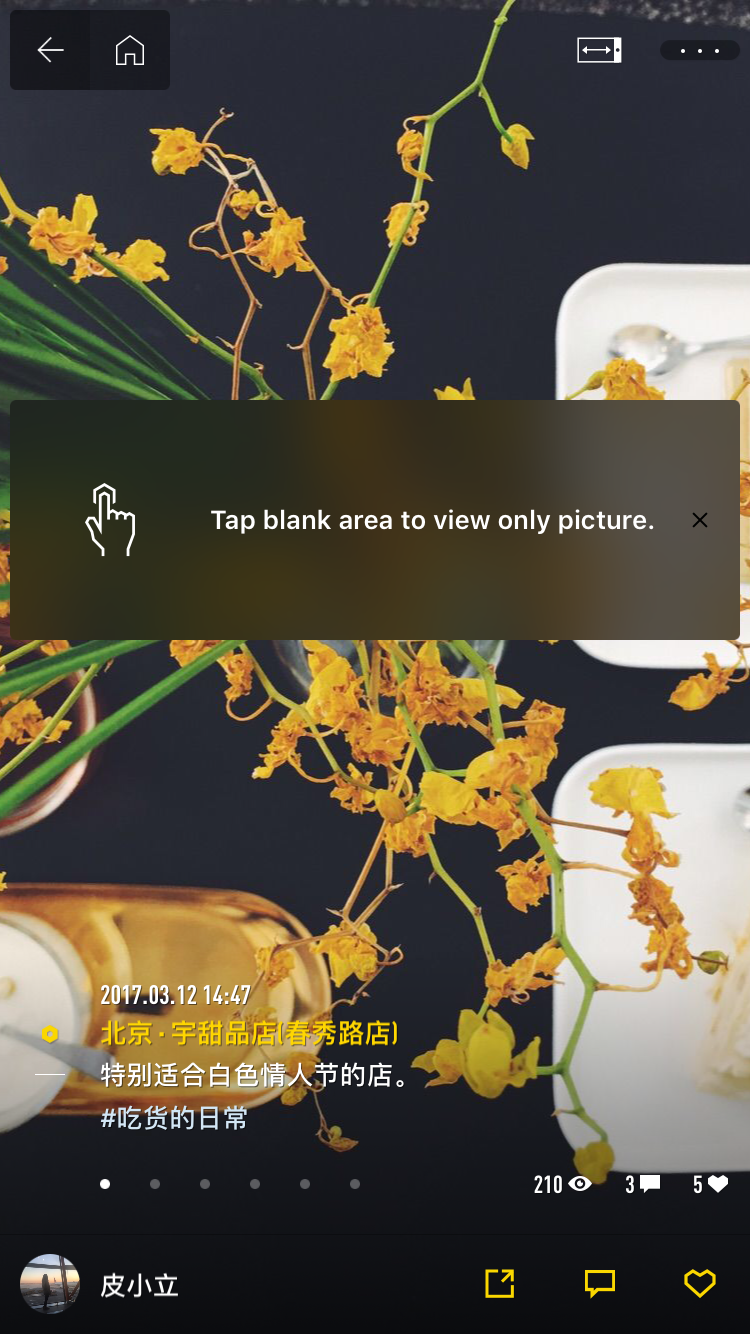 Tap blank area to view only picture.
2017.03.12 14:47
北京 · 宇甜品店(春秀路店)
特别适合白色情人节的店。
#吃货的日常
210
3
5
皮小立